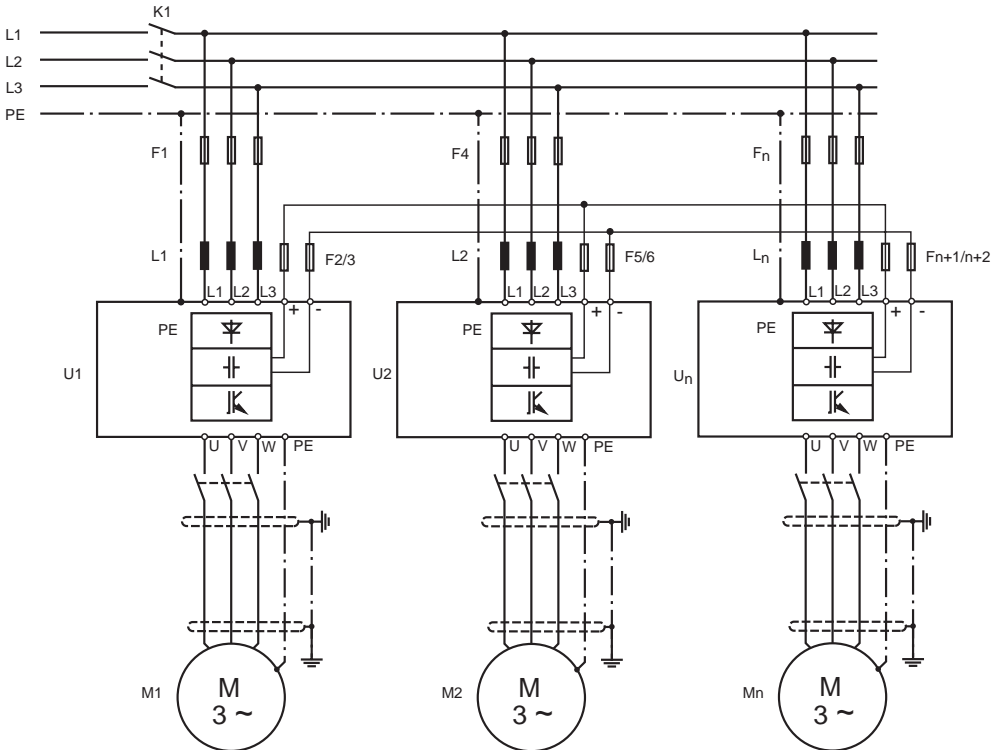 K1
L1
L2
L3
PE
F1 F4 Fn
L1 F2/3 L2 F5/6 Ln Fn+1/n+2
L1 L2 L3 + - L1 L2 L3 + - L1 L2 L3 + -
PE PE PE
U1 U2 Un
U V W PE U V W PE U V W PE
M1 M 3 ~ M2 M 3 ~ Mn M 3 ~